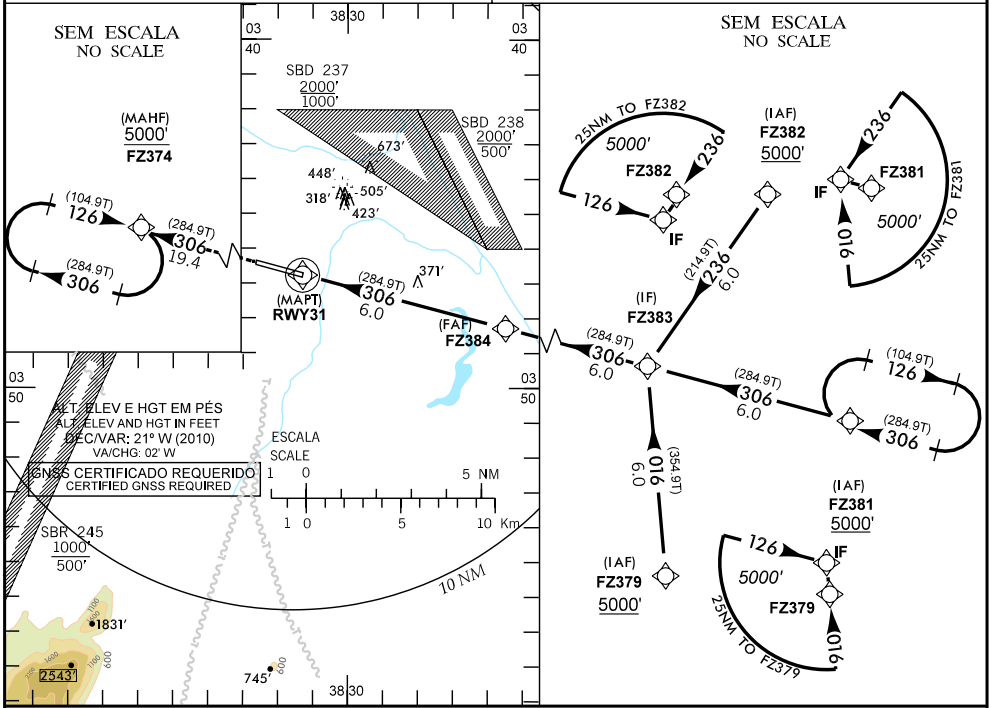 SEM ESCALA
NO SCALE
(MAHF)
5000'
FZ374
(104.9T)
126
(284.9T)
306
19.4
(284.9T)
306
38 30
03
40
03
40
SBD 237
2000'
1000'
SBD 238
2000'
500'
673'
448'
505'
318'
423'
371'
(MAPT)
RWY31
(284.9T)
306
6.0
(FAF)
FZ384
SEM ESCALA
NO SCALE
25NM TO FZ382
5000'
236
FZ382
126
IF
(IAF)
FZ382
5000'
236
IF
FZ381
5000'
016
25NM TO FZ381
(214.9T)
236
6.0
(IF)
FZ383
(284.9T)
306
6.0
(284.9T)
306
6.0
(104.9T)
126
(284.9T)
306
(354.9T)
016
6.0
(IAF)
FZ381
5000'
(IAF)
FZ379
5000'
126
IF
5000'
FZ379
25NM TO FZ379
016
03
50
03
50
ALT, ELEV E HGT EM PÉS
ALT, ELEV AND HGT IN FEET
DEC/VAR: 21° W (2010)
VA/CHG: 02' W
GNSS CERTIFICADO REQUERIDO
CERTIFIED GNSS REQUIRED
ESCALA
SCALE
1 0 5 NM
1 0 5 10 Km
SBR 245
1000'
500'
10 NM
1100
1600
1831'
1600
1100
600
2543'
745'
600
38 30